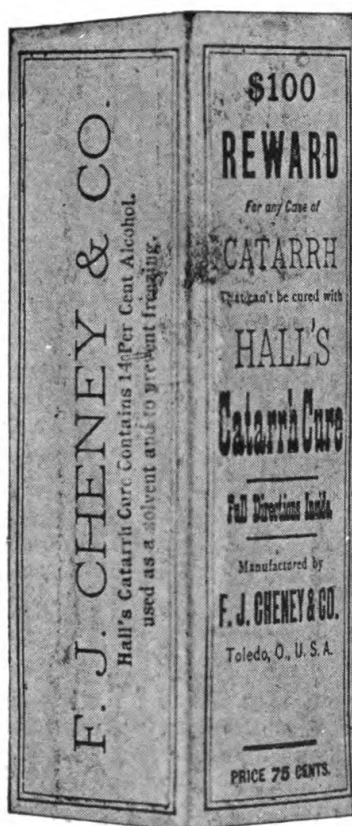 F. J. CHENEY & CO.
Hall's Catarrh Cure Contains 14 Per Cent Alcohol,
used as a solvent and to prevent freezing.
$100
REWARD
For any Case of
CATARRH
That can't be cured with
HALL'S
Catarrh Cure
Full Directions Inside.
Manufactured by
F. J. CHENEY & CO.
Toledo, O., U. S. A.
PRICE 75 CENTS.